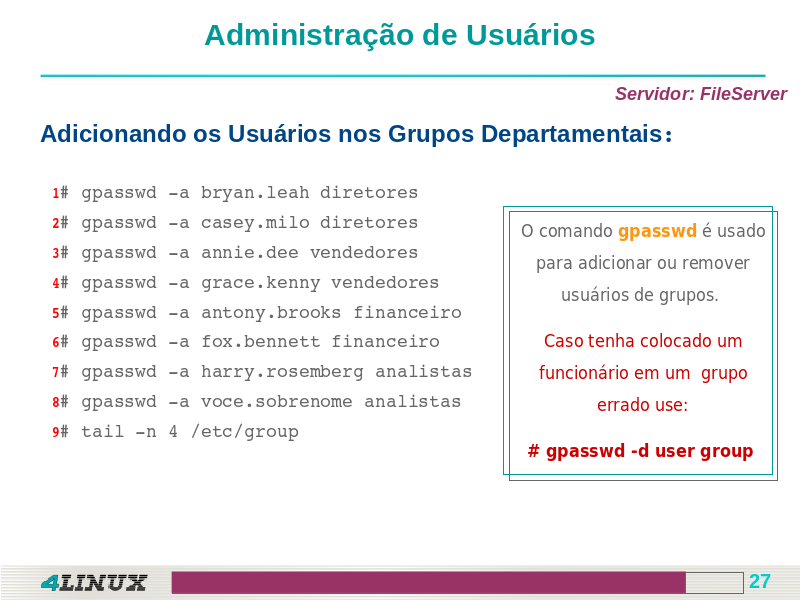 Administração de Usuários
Servidor: FileServer
Adicionando os Usuários nos Grupos Departamentais:
1# gpasswd -a bryan.leah diretores
2# gpasswd -a casey.milo diretores
3# gpasswd -a annie.dee vendedores
4# gpasswd -a grace.kenny vendedores
5# gpasswd -a antony.brooks financeiro
6# gpasswd -a fox.bennett financeiro
7# gpasswd -a harry.rosemberg analistas
8# gpasswd -a voce.sobrenome analistas
9# tail -n 4 /etc/group
O comando gpasswd é usado
para adicionar ou remover
usuários de grupos.
Caso tenha colocado um
funcionário em um grupo
errado use:
# gpasswd -d user group
4LINUX
27